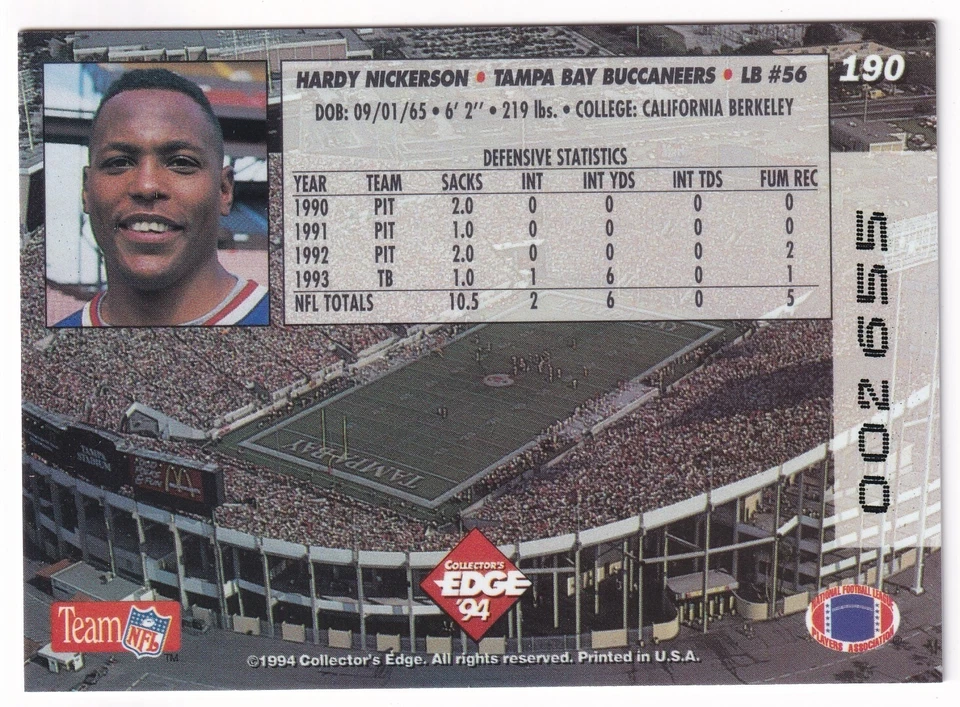 HARDY NICKERSON • TAMPA BAY BUCCANEERS • LB #56
190
DOB: 09/01/65 • 6' 2'' • 219 lbs. • COLLEGE: CALIFORNIA BERKELEY
DEFENSIVE STATISTICS
YEAR TEAM SACKS INT INT YDS INT TDS FUM REC
1990 PIT 2.0 0 0 0 0
1991 PIT 1.0 0 0 0 0
1992 PIT 2.0 0 0 0 2
1993 TB 1.0 1 6 0 1
NFL TOTALS 10.5 2 6 0 5
TAMPA BAY
TAMPA
STADIUM
COLLECTOR'S
EDGE
'94
Team NFL TM
NATIONAL FOOTBALL LEAGUE
PLAYERS ASSOCIATION
©1994 Collector's Edge. All rights reserved. Printed in U.S.A.